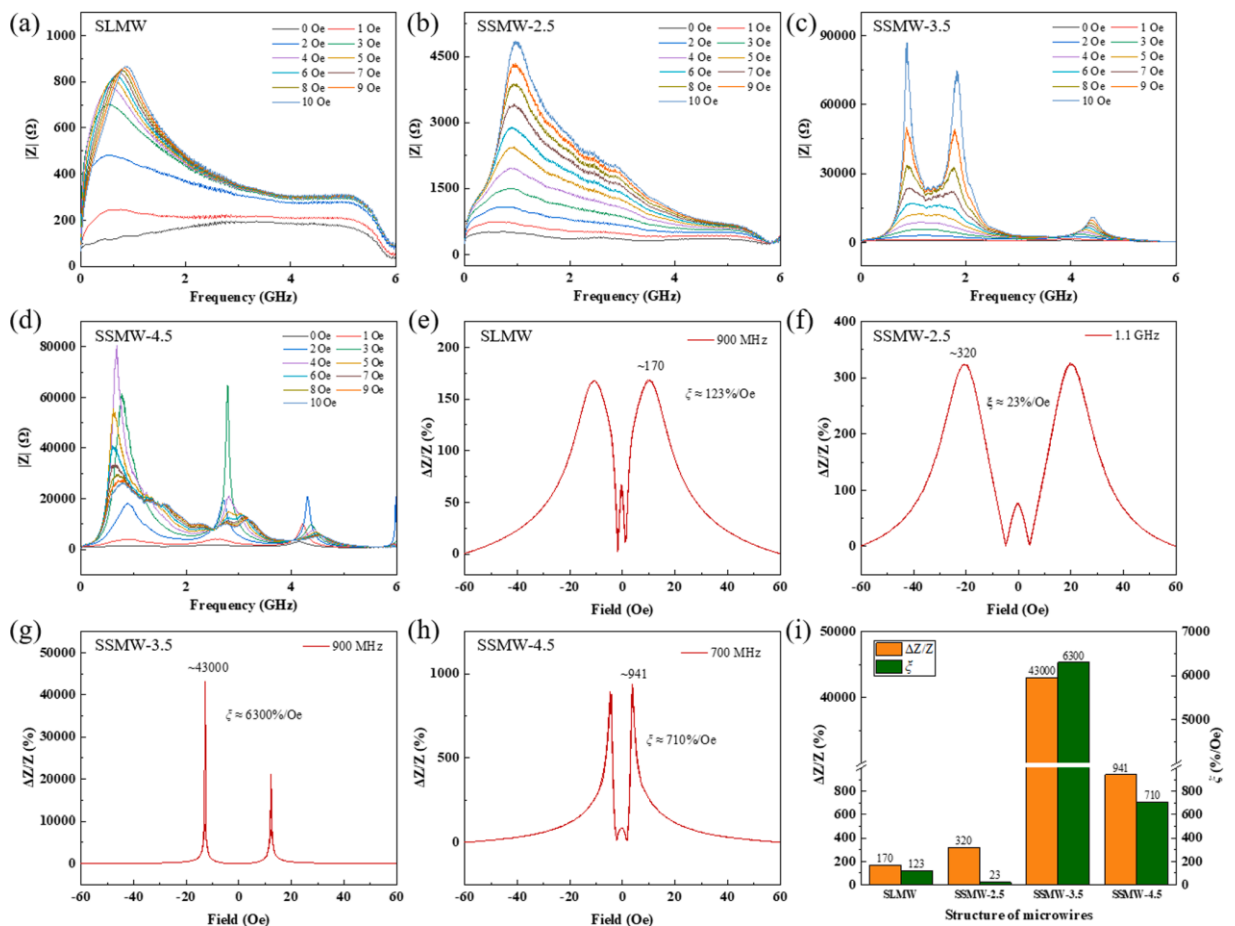 (a)
SLMW
0 Oe 1 Oe
2 Oe 3 Oe
4 Oe 5 Oe
6 Oe 7 Oe
8 Oe 9 Oe
10 Oe
1000
800
600
400
200
0
|Z| (Ω)
0 2 4 6
Frequency (GHz)
(b)
SSMW-2.5
0 Oe 1 Oe
2 Oe 3 Oe
4 Oe 5 Oe
6 Oe 7 Oe
8 Oe 9 Oe
10 Oe
4500
3000
1500
0
|Z| (Ω)
0 2 4 6
Frequency (GHz)
(c)
SSMW-3.5
0 Oe 1 Oe
2 Oe 3 Oe
4 Oe 5 Oe
6 Oe 7 Oe
8 Oe 9 Oe
10 Oe
90000
60000
30000
0
|Z| (Ω)
0 2 4 6
Frequency (GHz)
(d)
SSMW-4.5
0 Oe 1 Oe
2 Oe 3 Oe
4 Oe 5 Oe
6 Oe 7 Oe
8 Oe 9 Oe
10 Oe
80000
60000
40000
20000
0
|Z| (Ω)
0 2 4 6
Frequency (GHz)
(e)
SLMW
900 MHz
~170
ξ ≈ 123%/Oe
200
150
100
50
0
ΔZ/Z (%)
-60 -40 -20 0 20 40 60
Field (Oe)
(f)
SSMW-2.5
1.1 GHz
~320
ξ ≈ 23%/Oe
400
300
200
100
0
ΔZ/Z (%)
-60 -40 -20 0 20 40 60
Field (Oe)
(g)
SSMW-3.5
900 MHz
~43000
ξ ≈ 6300%/Oe
50000
40000
30000
20000
10000
0
ΔZ/Z (%)
-60 -40 -20 0 20 40 60
Field (Oe)
(h)
SSMW-4.5
700 MHz
~941
ξ ≈ 710%/Oe
1000
750
500
250
0
ΔZ/Z (%)
-60 -40 -20 0 20 40 60
Field (Oe)
(i)
ΔZ/Z
ξ
50000
40000
800
600
400
200
0
ΔZ/Z (%)
170 123
320 23
43000 6300
941 710
7000
6000
5000
800
600
400
200
0
ξ (%/Oe)
SLMW SSMW-2.5 SSMW-3.5 SSMW-4.5
Structure of microwires